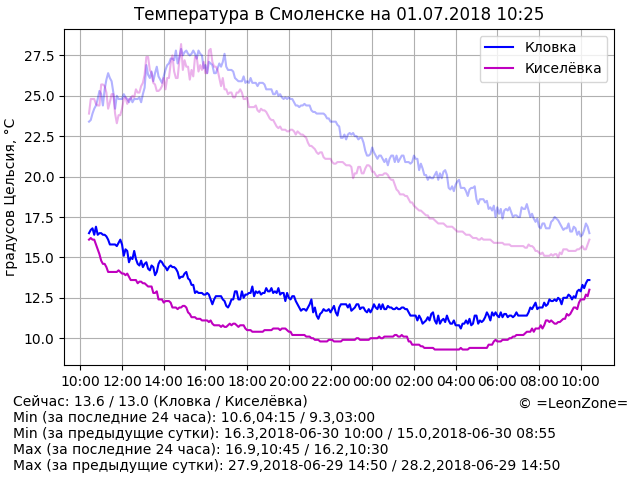 Температура в Смоленске на 01.07.2018 10:25
градусов Цельсия, °C
27.5
25.0
22.5
20.0
17.5
15.0
12.5
10.0
Кловка
Киселёвка
10:00 12:00 14:00 16:00 18:00 20:00 22:00 00:00 02:00 04:00 06:00 08:00 10:00
© =LeonZone=
Сейчас: 13.6 / 13.0 (Кловка / Киселёвка)
Min (за последние 24 часа): 10.6,04:15 / 9.3,03:00
Min (за предыдущие сутки): 16.3,2018-06-30 10:00 / 15.0,2018-06-30 08:55
Max (за последние 24 часа): 16.9,10:45 / 16.2,10:30
Max (за предыдущие сутки): 27.9,2018-06-29 14:50 / 28.2,2018-06-29 14:50